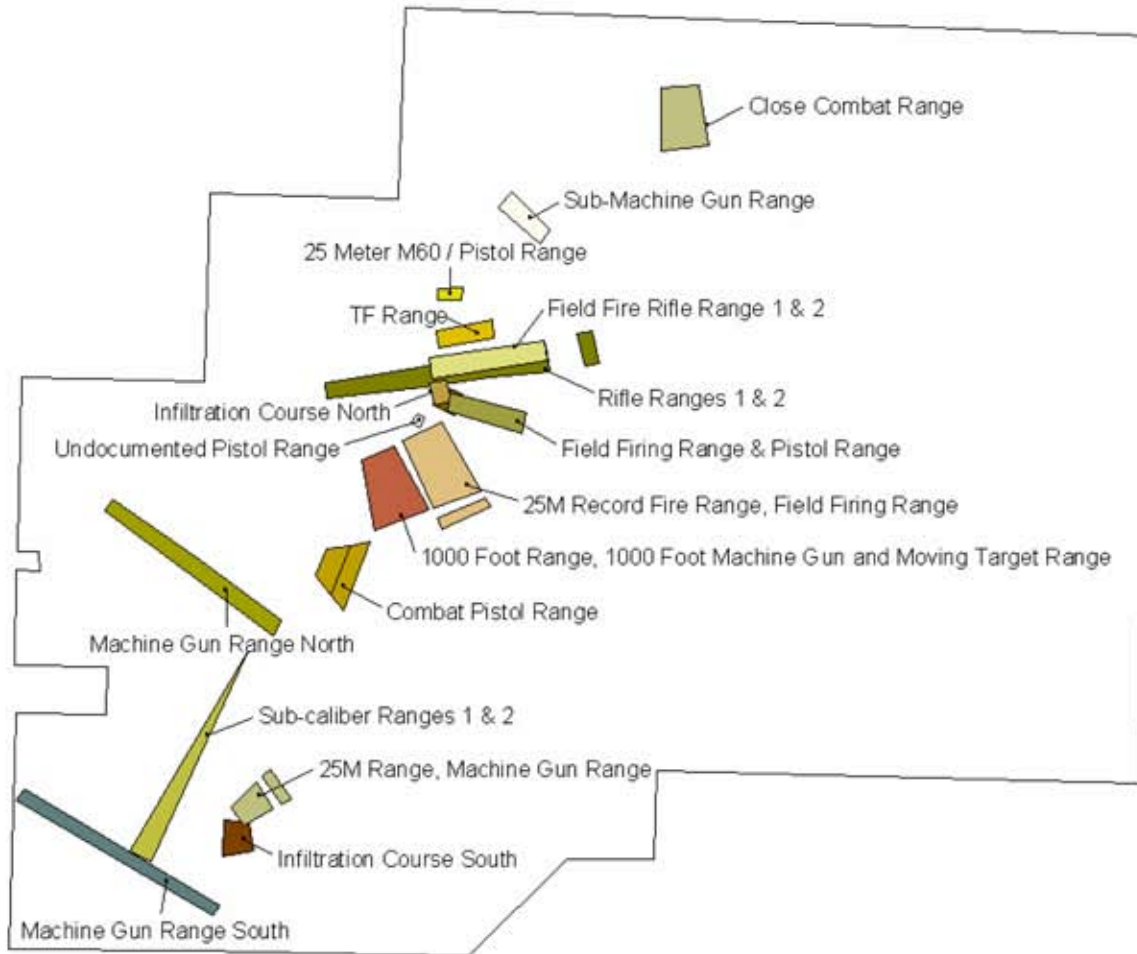 Close Combat Range
Sub-Machine Gun Range
25 Meter M60 / Pistol Range
TF Range
Field Fire Rifle Range 1 & 2
Infiltration Course North
Rifle Ranges 1 & 2
Undocumented Pistol Range
Field Firing Range & Pistol Range
25M Record Fire Range, Field Firing Range
1000 Foot Range, 1000 Foot Machine Gun and Moving Target Range
Combat Pistol Range
Machine Gun Range North
Sub-caliber Ranges 1 & 2
25M Range, Machine Gun Range
Infiltration Course South
Machine Gun Range South